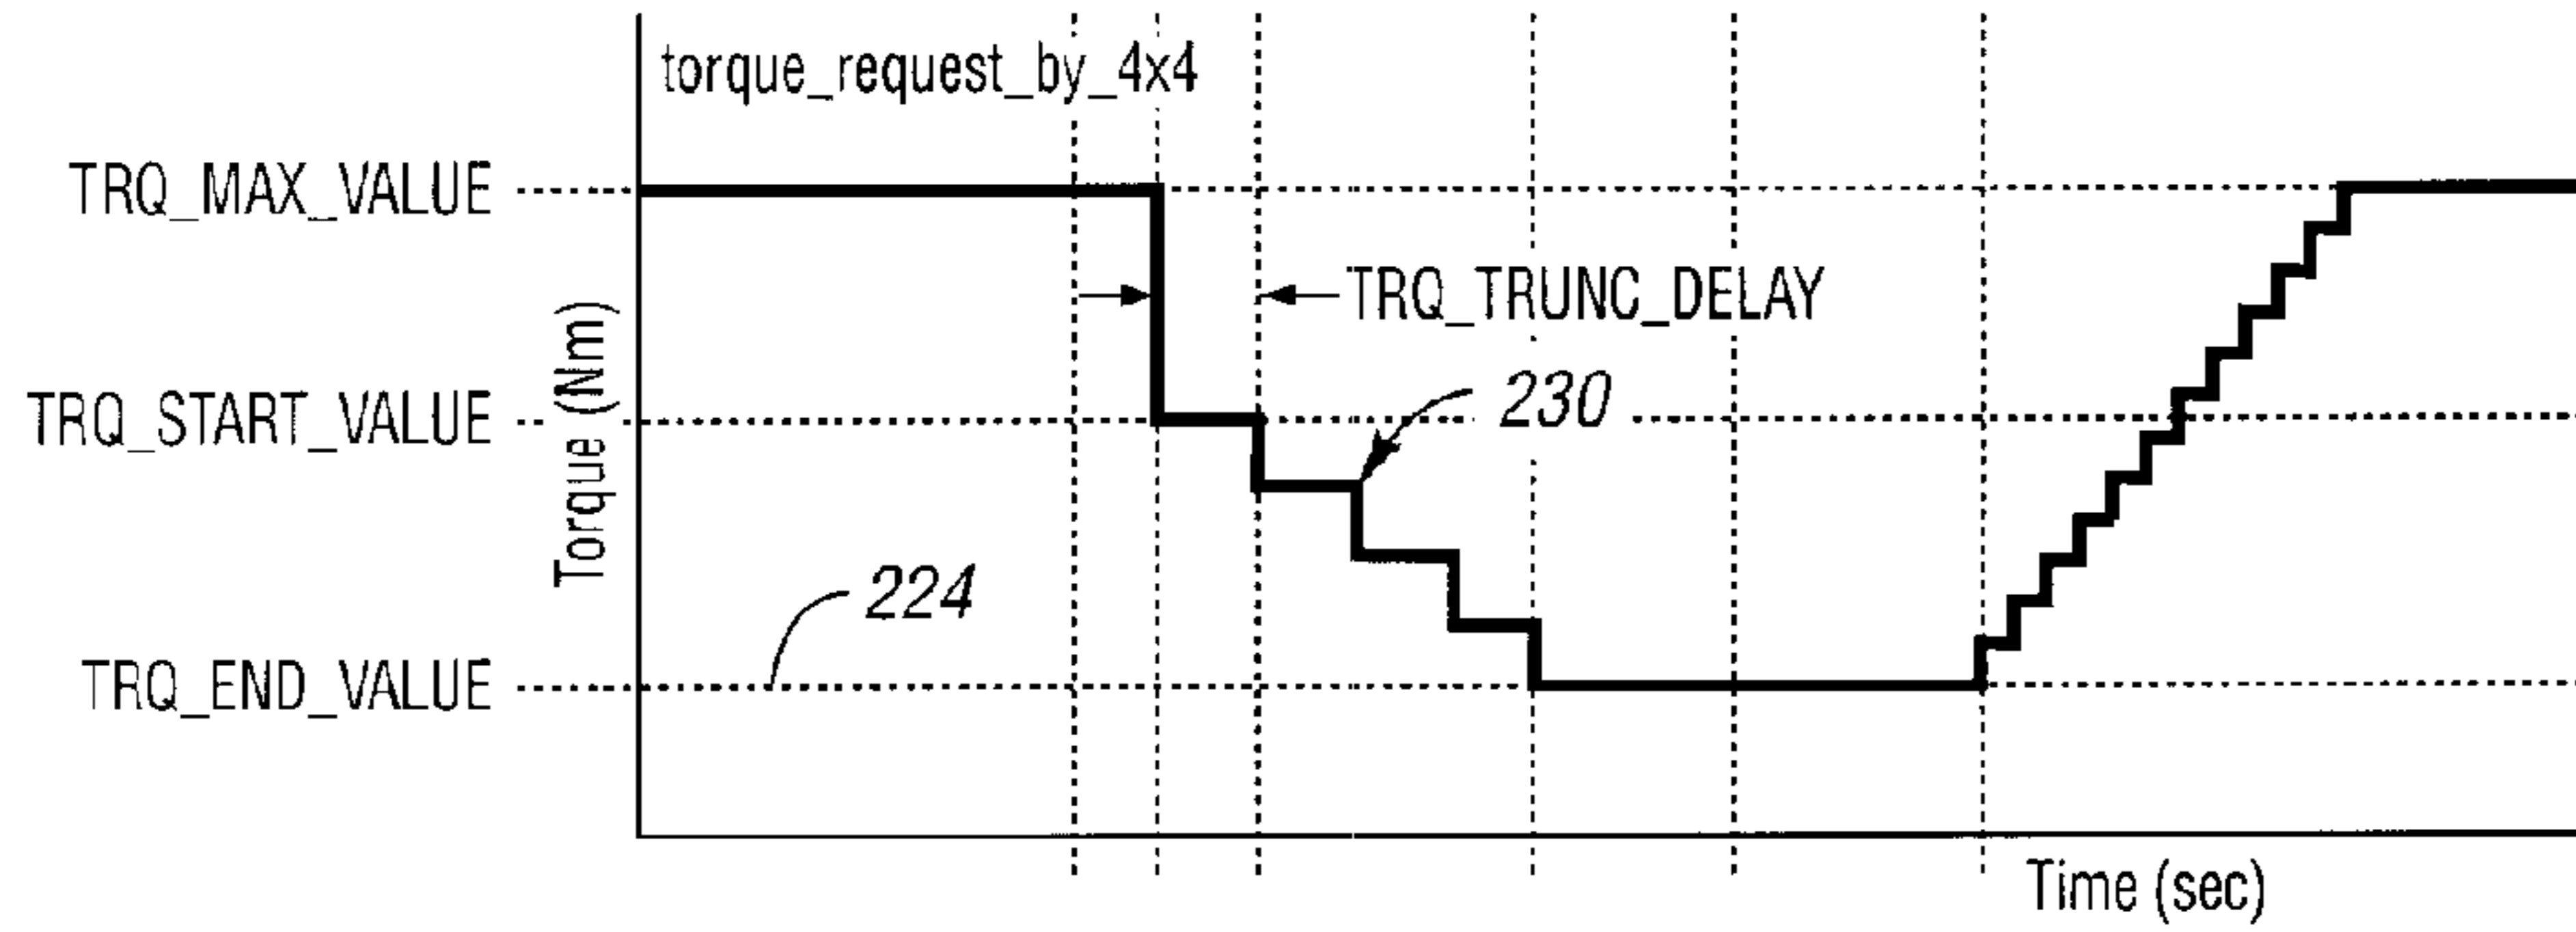 torque_request_by_4x4
TRQ_MAX_VALUE
TRQ_TRUNC_DELAY
TRQ_START_VALUE
230
Torque (Nm)
224
TRQ_END_VALUE
Time (sec)